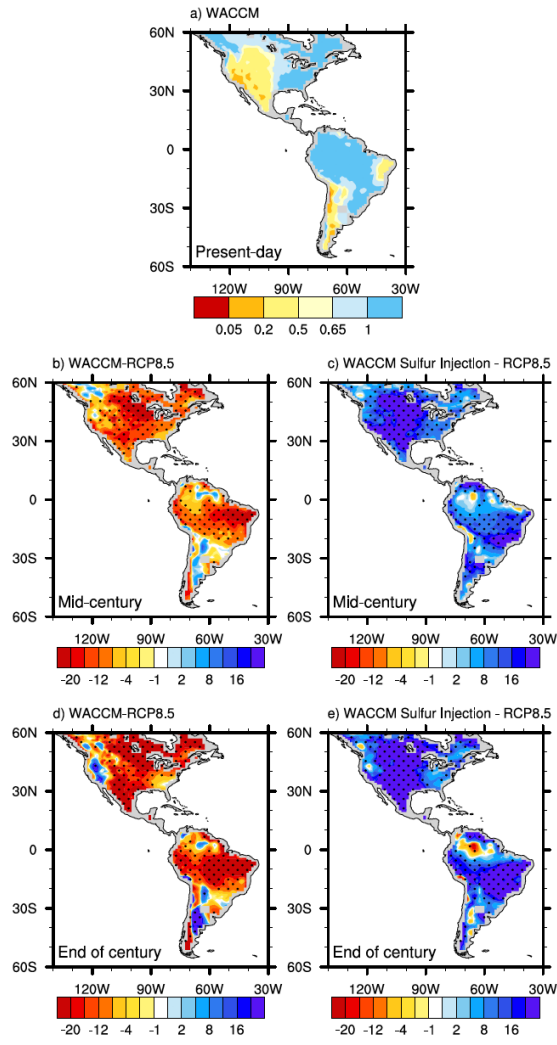 a) WACCM
60N
30N
0
30S
60S
Present-day
120W 90W 60W 30W
0.05 0.2 0.5 0.65 1
b) WACCM-RCP8.5
60N
30N
0
30S
60S
Mid-century
120W 90W 60W 30W
-20 -12 -4 -1 2 8 16
c) WACCM Sulfur Injection - RCP8.5
60N
30N
0
30S
60S
Mid-century
120W 90W 60W 30W
-20 -12 -4 -1 2 8 16
d) WACCM-RCP8.5
60N
30N
0
30S
60S
End of century
120W 90W 60W 30W
-20 -12 -4 -1 2 8 16
e) WACCM Sulfur Injection - RCP8.5
60N
30N
0
30S
60S
End of century
120W 90W 60W 30W
-20 -12 -4 -1 2 8 16